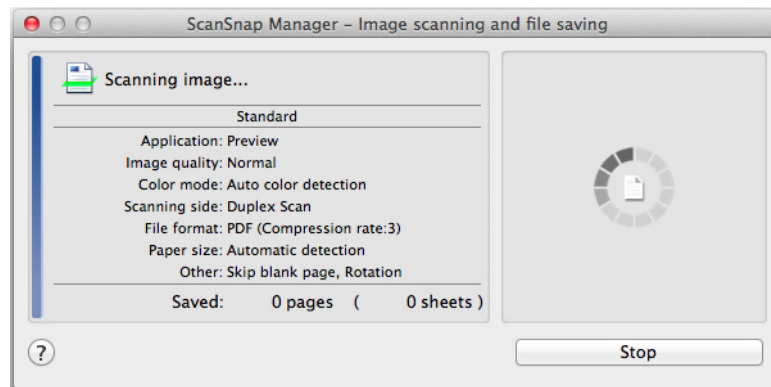 ScanSnap Manager – Image scanning and file saving
Scanning image...
Standard
Application: Preview
Image quality: Normal
Color mode: Auto color detection
Scanning side: Duplex Scan
File format: PDF (Compression rate:3)
Paper size: Automatic detection
Other: Skip blank page, Rotation
Saved: 0 pages ( 0 sheets )
? Stop